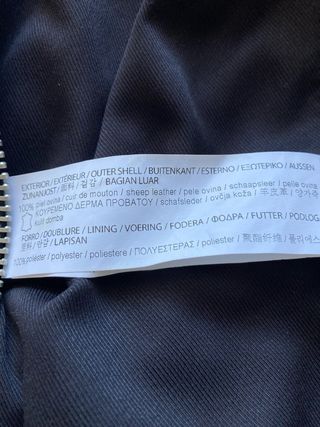 EXTERIOR / EXTÉRIEUR / OUTER SHELL / BUITENKANT / ESTERNO / ΕΞΩΤΕΡΙΚΟ / AUSSEN
ZUNANJOST / 面料 / 겉감 / BAGIAN LUAR
100% piel ovina / cuir de mouton / sheep leather / pele ovina / schaapsleer / pelle ovina
ΚΟΥΡΕΜΕΝΟ ΔΕΡΜΑ ΠΡΟΒΑΤΟΥ / schafsleder / ovčja koža / 羊皮革 / 양가죽
kulit domba
FORRO / DOUBLURE / LINING / VOERING / FODERA / ΦΟΔΡΑ / FUTTER / PODLOG
里料 / 안감 / LAPISAN
100% poliéster / polyester / poliestere / ΠΟΛΥΕΣΤΕΡΑΣ / poliester / 聚酯纤维 / 폴리에스